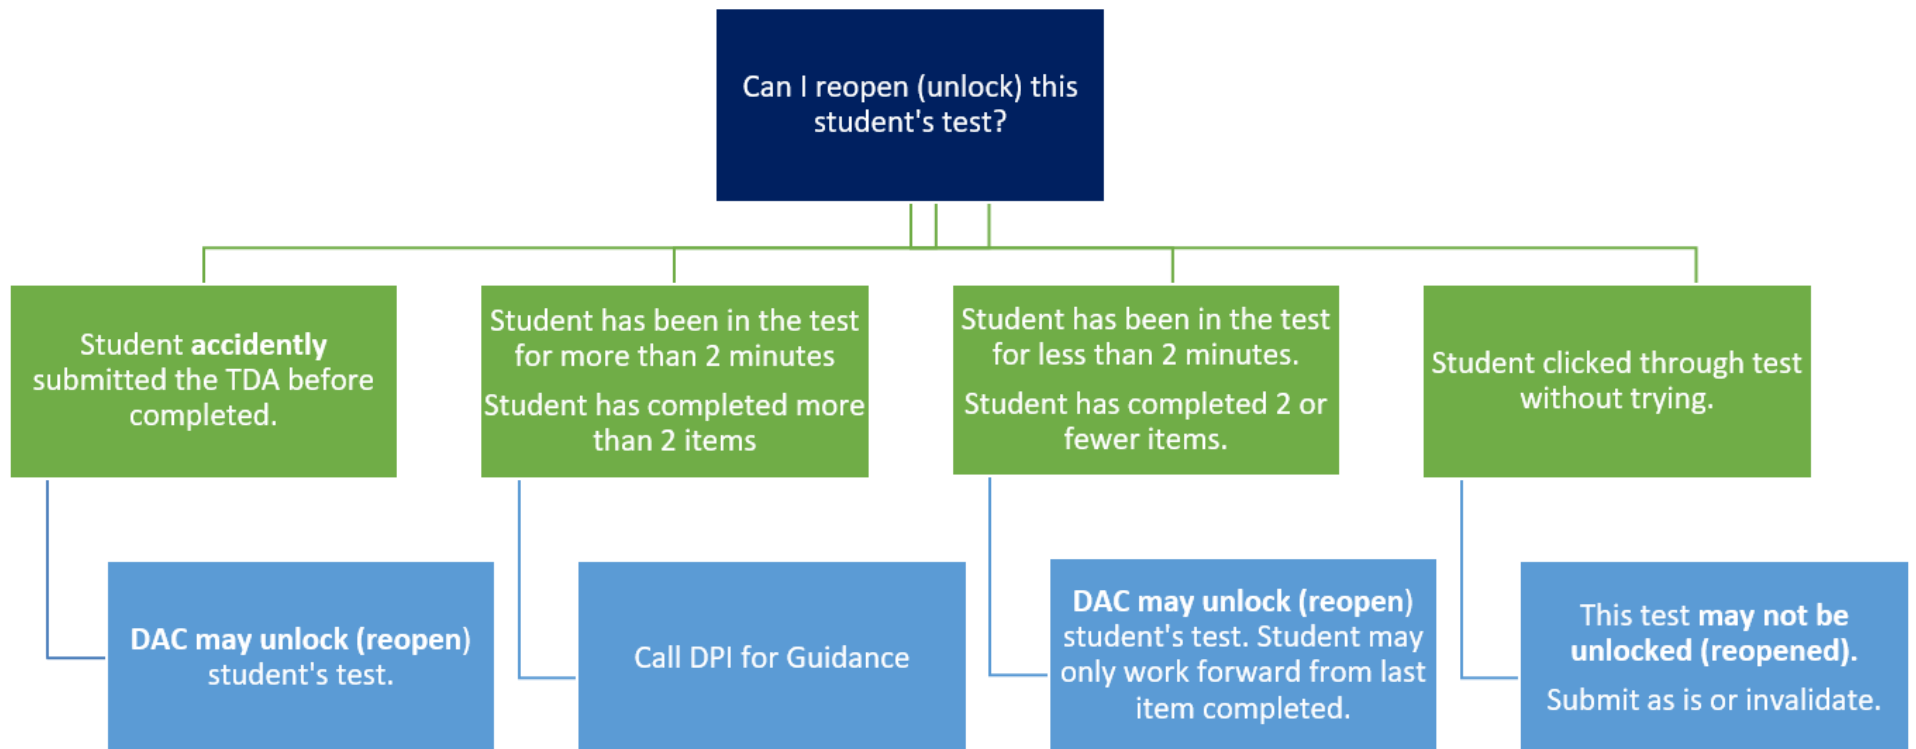 Can I reopen (unlock) this
student's test?
Student accidently
submitted the TDA before
completed.
Student has been in the test
for more than 2 minutes
Student has completed more
than 2 items
Student has been in the test
for less than 2 minutes.
Student has completed 2 or
fewer items.
Student clicked through test
without trying.
DAC may unlock (reopen)
student's test.
Call DPI for Guidance
DAC may unlock (reopen)
student's test. Student may
only work forward from last
item completed.
This test may not be
unlocked (reopened).
Submit as is or invalidate.